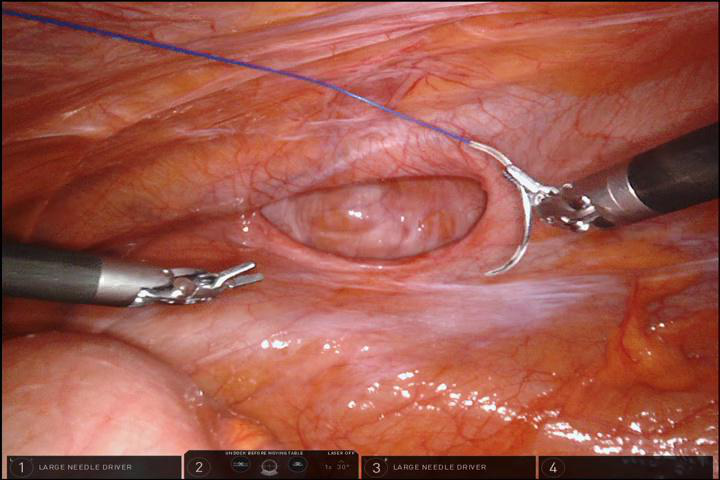 UNDOCK BEFORE MOVING TABLE LASER OFF
1 LARGE NEEDLE DRIVER 2 1x 30° 3 LARGE NEEDLE DRIVER 4